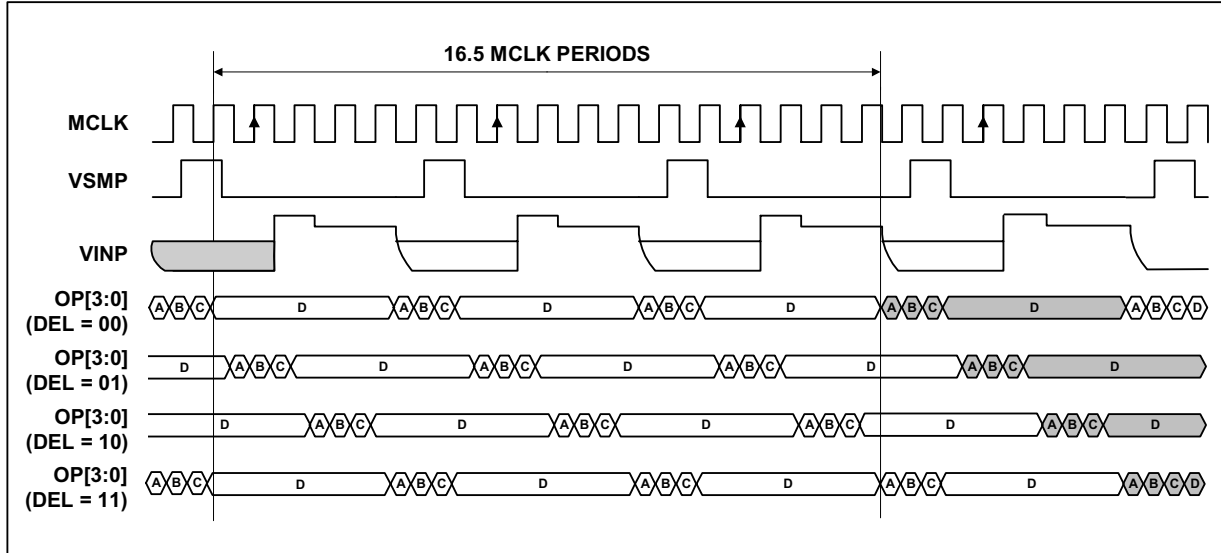 16.5 MCLK PERIODS
MCLK
VSMP
VINP
OP[3:0]
(DEL = 00)
A B C D A B C D A B C D A B C D A B C D
OP[3:0]
(DEL = 01)
D A B C D A B C D A B C D A B C D
OP[3:0]
(DEL = 10)
D A B C D A B C D A B C D A B C D
OP[3:0]
(DEL = 11)
A B C D A B C D A B C D A B C D A B C D